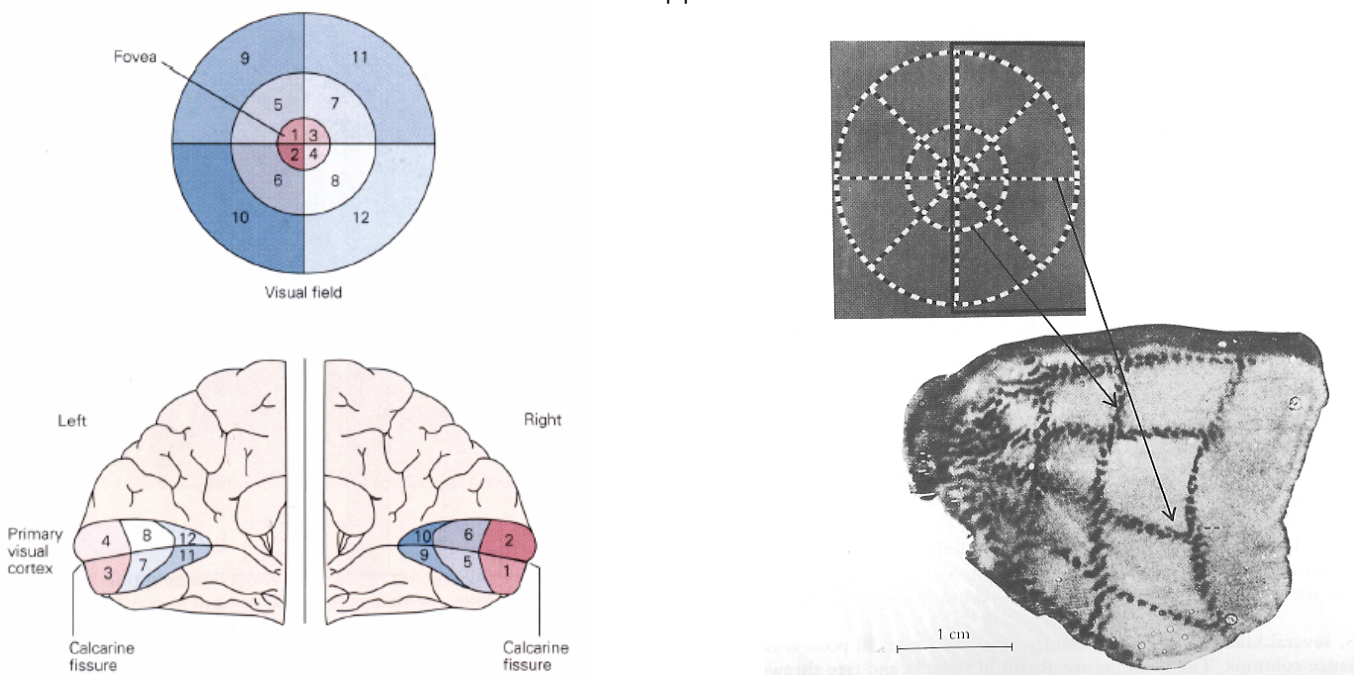 Fovea
9
11
5
7
1
3
2
4
6
8
10
12
Visual field
Left
Right
Primary
visual
cortex
4
8
12
11
3
7
10
6
2
9
5
1
Calcarine
fissure
Calcarine
fissure
1 cm